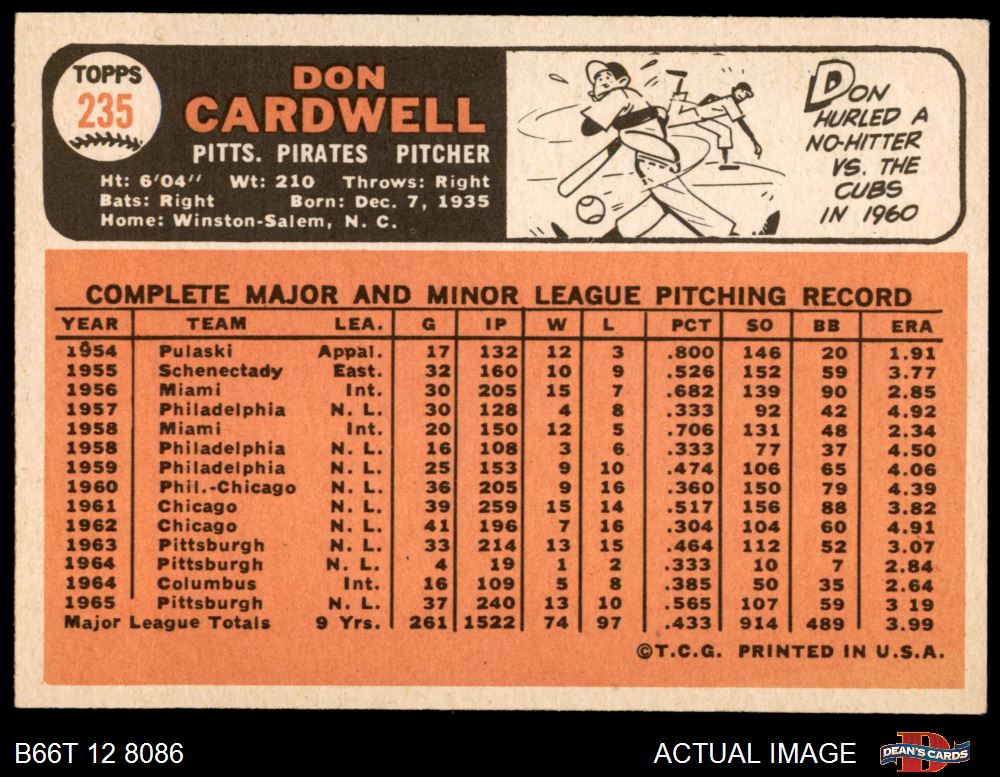 TOPPS
235
DON
CARDWELL
PITTS. PIRATES PITCHER
Ht: 6'04" Wt: 210 Throws: Right
Bats: Right Born: Dec. 7, 1935
Home: Winston-Salem, N. C.
DON
HURLED A
NO-HITTER
VS. THE
CUBS
IN 1960
COMPLETE MAJOR AND MINOR LEAGUE PITCHING RECORD
YEAR TEAM LEA. G IP W L PCT SO BB ERA
1954 Pulaski Appal. 17 132 12 3 .800 146 20 1.91
1955 Schenectady East. 32 160 10 9 .526 152 59 3.77
1956 Miami Int. 30 205 15 7 .682 139 90 2.85
1957 Philadelphia N. L. 30 128 4 8 .333 92 42 4.92
1958 Miami Int. 20 150 12 5 .706 131 48 2.34
1958 Philadelphia N. L. 16 108 3 6 .333 77 37 4.50
1959 Philadelphia N. L. 25 153 9 10 .474 106 65 4.06
1960 Phil.-Chicago N. L. 36 205 9 16 .360 150 79 4.39
1961 Chicago N. L. 39 259 15 14 .517 156 88 3.82
1962 Chicago N. L. 41 196 7 16 .304 104 60 4.91
1963 Pittsburgh N. L. 33 214 13 15 .464 112 52 3.07
1964 Pittsburgh N. L. 4 19 1 2 .333 10 7 2.84
1964 Columbus Int. 16 109 5 8 .385 50 35 2.64
1965 Pittsburgh N. L. 37 240 13 10 .565 107 59 3 19
Major League Totals 9 Yrs. 261 1522 74 97 .433 914 489 3.99
©T.C.G. PRINTED IN U.S.A.
B66T 12 8086
ACTUAL IMAGE
DEAN'S CARDS